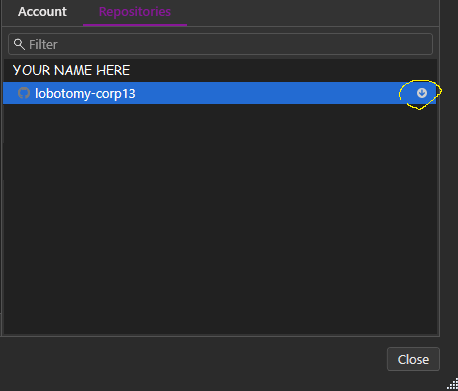 Account Repositories
Filter
YOUR NAME HERE
lobotomy-corp13
Close